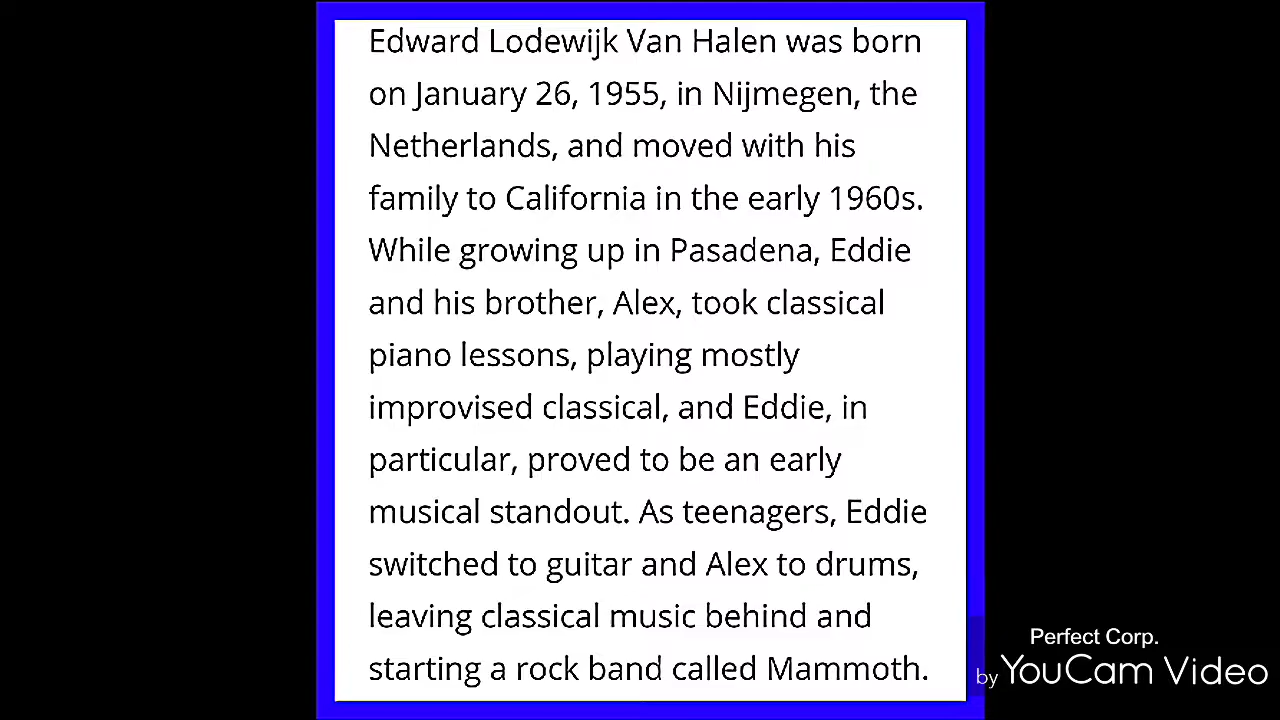 Edward Lodewijk Van Halen was born
on January 26, 1955, in Nijmegen, the
Netherlands, and moved with his
family to California in the early 1960s.
While growing up in Pasadena, Eddie
and his brother, Alex, took classical
piano lessons, playing mostly
improvised classical, and Eddie, in
particular, proved to be an early
musical standout. As teenagers, Eddie
switched to guitar and Alex to drums,
leaving classical music behind and
starting a rock band called Mammoth.
Perfect Corp.
by YouCam Video